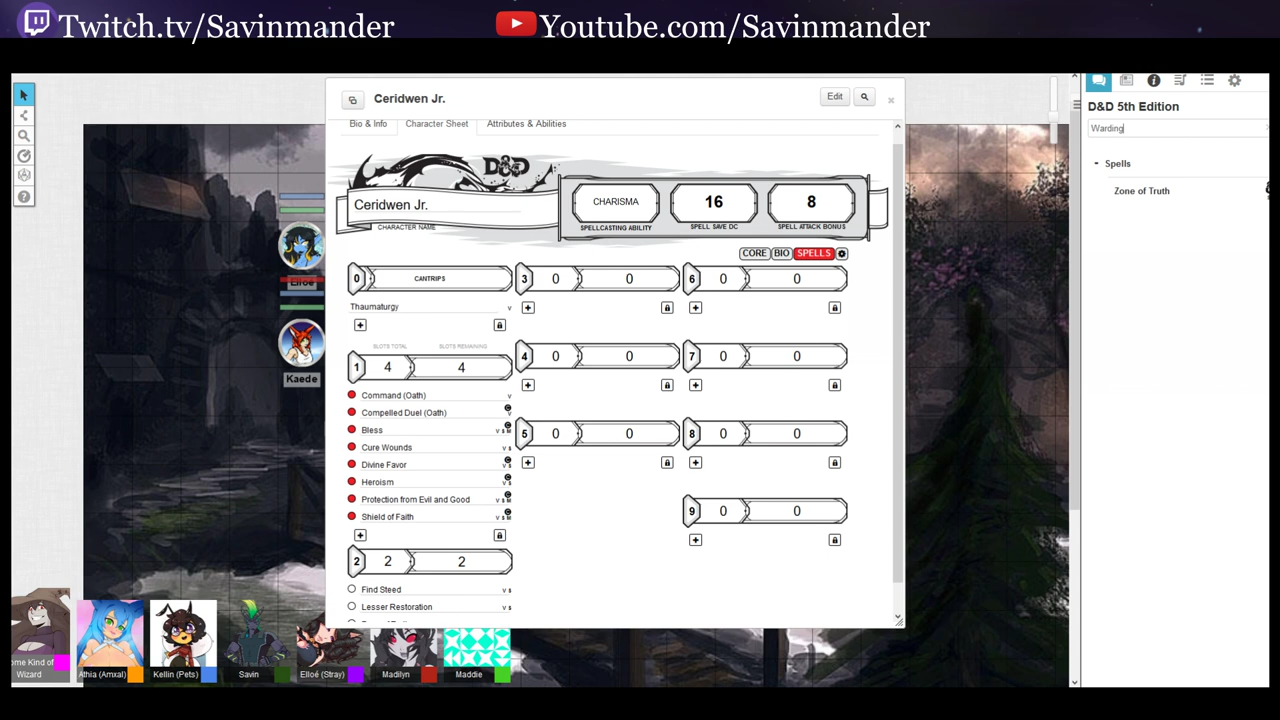 Twitch.tv/Savinmander
Youtube.com/Savinmander
Ceridwen Jr.
Edit
Bio & Info
Character Sheet
Attributes & Abilities
D&D 5th Edition
Warding
Spells
Zone of Truth
D&D
Ceridwen Jr.
CHARACTER NAME
CHARISMA
SPELLCASTING ABILITY
16
SPELL SAVE DC
8
SPELL ATTACK BONUS
CORE BIO SPELLS
0 CANTRIPS
Thaumaturgy V
SLOTS TOTAL SLOTS REMAINING
1 4 4
Command (Oath) V
Compelled Duel (Oath) C V
Bless C V S M
Cure Wounds V S
Divine Favor C V S
Heroism C V S
Protection from Evil and Good C V S M
Shield of Faith C V S M
2 2 2
Find Steed V S
Lesser Restoration V S
3 0 0
4 0 0
5 0 0
6 0 0
7 0 0
8 0 0
9 0 0
Elloé
Kaede
ome Kind of
Wizard
Athia (Amxal)
Kellin (Pets)
Savin
Elloé (Stray)
Madilyn
Maddie